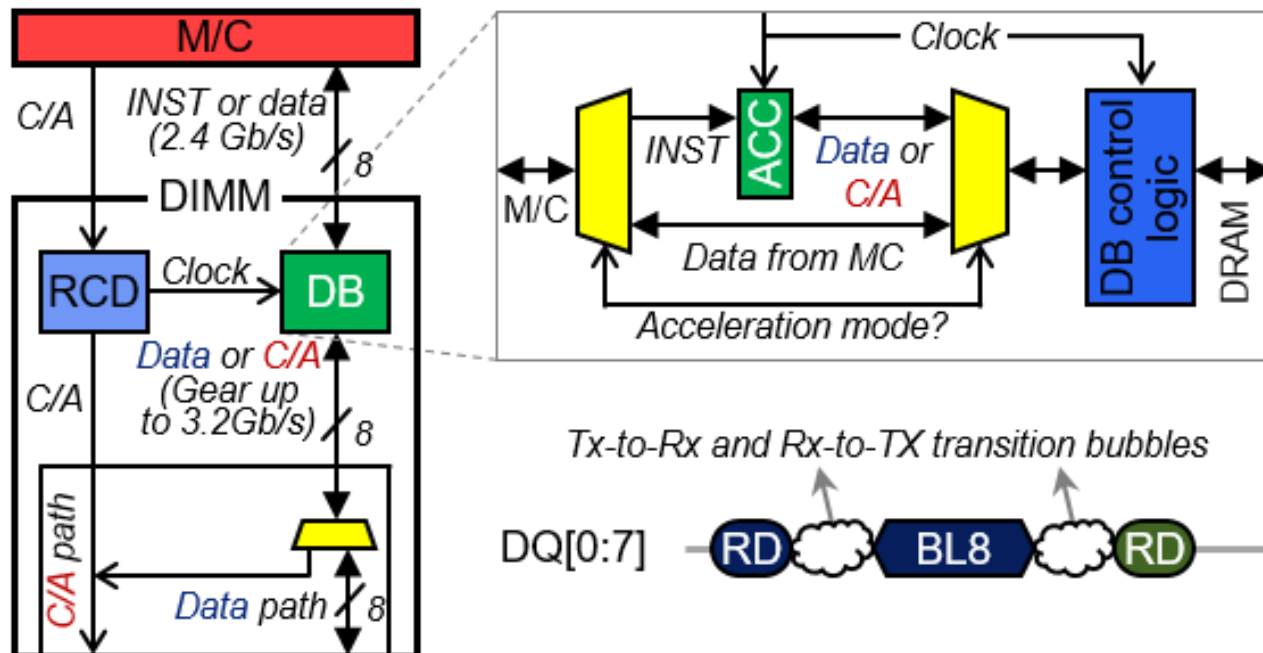 M/C
C/A
INST or data
(2.4 Gb/s)
8
DIMM
RCD
Clock
DB
Data or C/A
(Gear up
to 3.2Gb/s)
8
C/A
C/A path
Data path
8
Clock
ACC
INST
Data or
C/A
M/C
Data from MC
Acceleration mode?
DB control
logic
DRAM
Tx-to-Rx and Rx-to-TX transition bubbles
DQ[0:7]
RD
BL8
RD